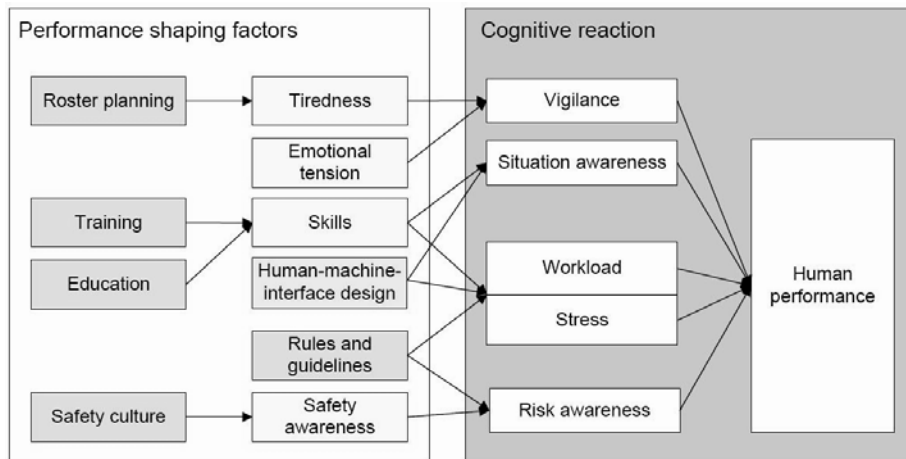 Performance shaping factors
Cognitive reaction
Roster planning
Tiredness
Vigilance
Emotional
tension
Situation awareness
Training
Skills
Education
Human-machine-
interface design
Workload
Stress
Human
performance
Rules and
guidelines
Safety culture
Safety
awareness
Risk awareness